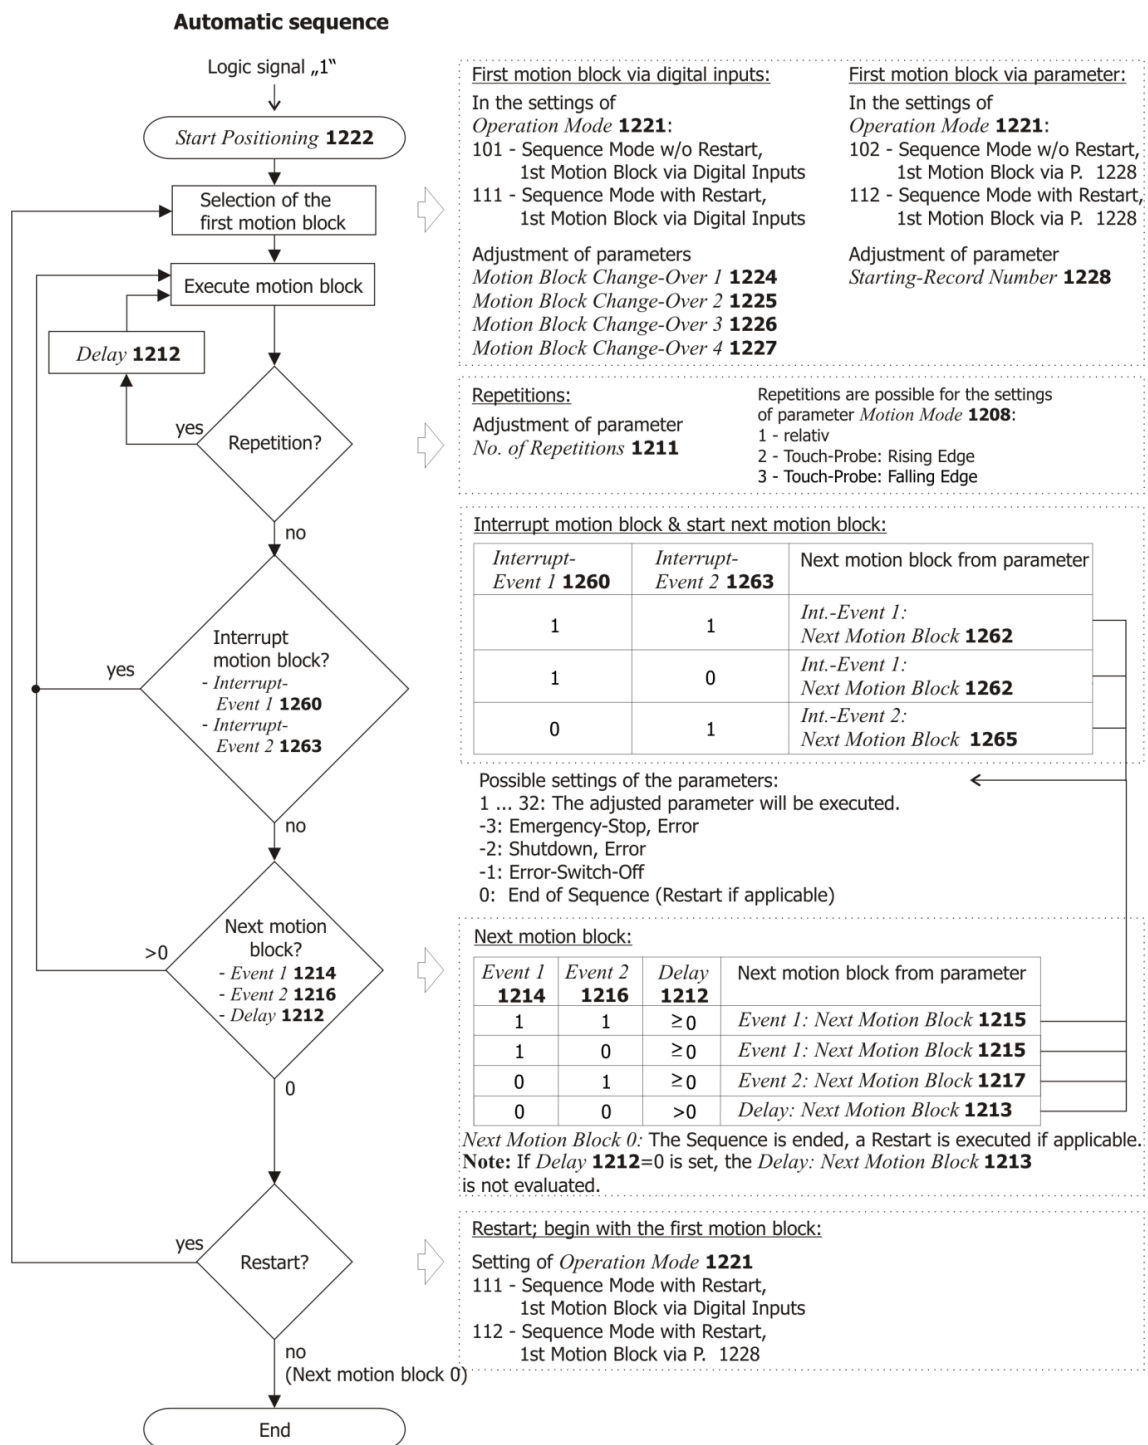 Automatic sequence
Logic signal „1“
Start Positioning 1222
Selection of the
first motion block
Execute motion block
Delay 1212
yes
Repetition?
no
Interrupt
motion block?
- Interrupt-
Event 1 1260
- Interrupt-
Event 2 1263
yes
no
Next motion
block?
- Event 1 1214
- Event 2 1216
- Delay 1212
>0
0
yes
Restart?
no
(Next motion block 0)
End
First motion block via digital inputs:
In the settings of
Operation Mode 1221:
101 - Sequence Mode w/o Restart,
1st Motion Block via Digital Inputs
111 - Sequence Mode with Restart,
1st Motion Block via Digital Inputs
Adjustment of parameters
Motion Block Change-Over 1 1224
Motion Block Change-Over 2 1225
Motion Block Change-Over 3 1226
Motion Block Change-Over 4 1227
First motion block via parameter:
In the settings of
Operation Mode 1221:
102 - Sequence Mode w/o Restart,
1st Motion Block via P. 1228
112 - Sequence Mode with Restart,
1st Motion Block via P. 1228
Adjustment of parameter
Starting-Record Number 1228
Repetitions:
Adjustment of parameter
No. of Repetitions 1211
Repetitions are possible for the settings
of parameter Motion Mode 1208:
1 - relativ
2 - Touch-Probe: Rising Edge
3 - Touch-Probe: Falling Edge
Interrupt motion block & start next motion block:
Interrupt- Interrupt- Next motion block from parameter
Event 1 1260 Event 2 1263
1 1 Int.-Event 1:
Next Motion Block 1262
1 0 Int.-Event 1:
Next Motion Block 1262
0 1 Int.-Event 2:
Next Motion Block 1265
Possible settings of the parameters:
1 ... 32: The adjusted parameter will be executed.
-3: Emergency-Stop, Error
-2: Shutdown, Error
-1: Error-Switch-Off
0: End of Sequence (Restart if applicable)
Next motion block:
Event 1 Event 2 Delay Next motion block from parameter
1214 1216 1212
1 1 ≥0 Event 1: Next Motion Block 1215
1 0 ≥0 Event 1: Next Motion Block 1215
0 1 ≥0 Event 2: Next Motion Block 1217
0 0 >0 Delay: Next Motion Block 1213
Next Motion Block 0: The Sequence is ended, a Restart is executed if applicable.
Note: If Delay 1212=0 is set, the Delay: Next Motion Block 1213
is not evaluated.
Restart; begin with the first motion block:
Setting of Operation Mode 1221
111 - Sequence Mode with Restart,
1st Motion Block via Digital Inputs
112 - Sequence Mode with Restart,
1st Motion Block via P. 1228